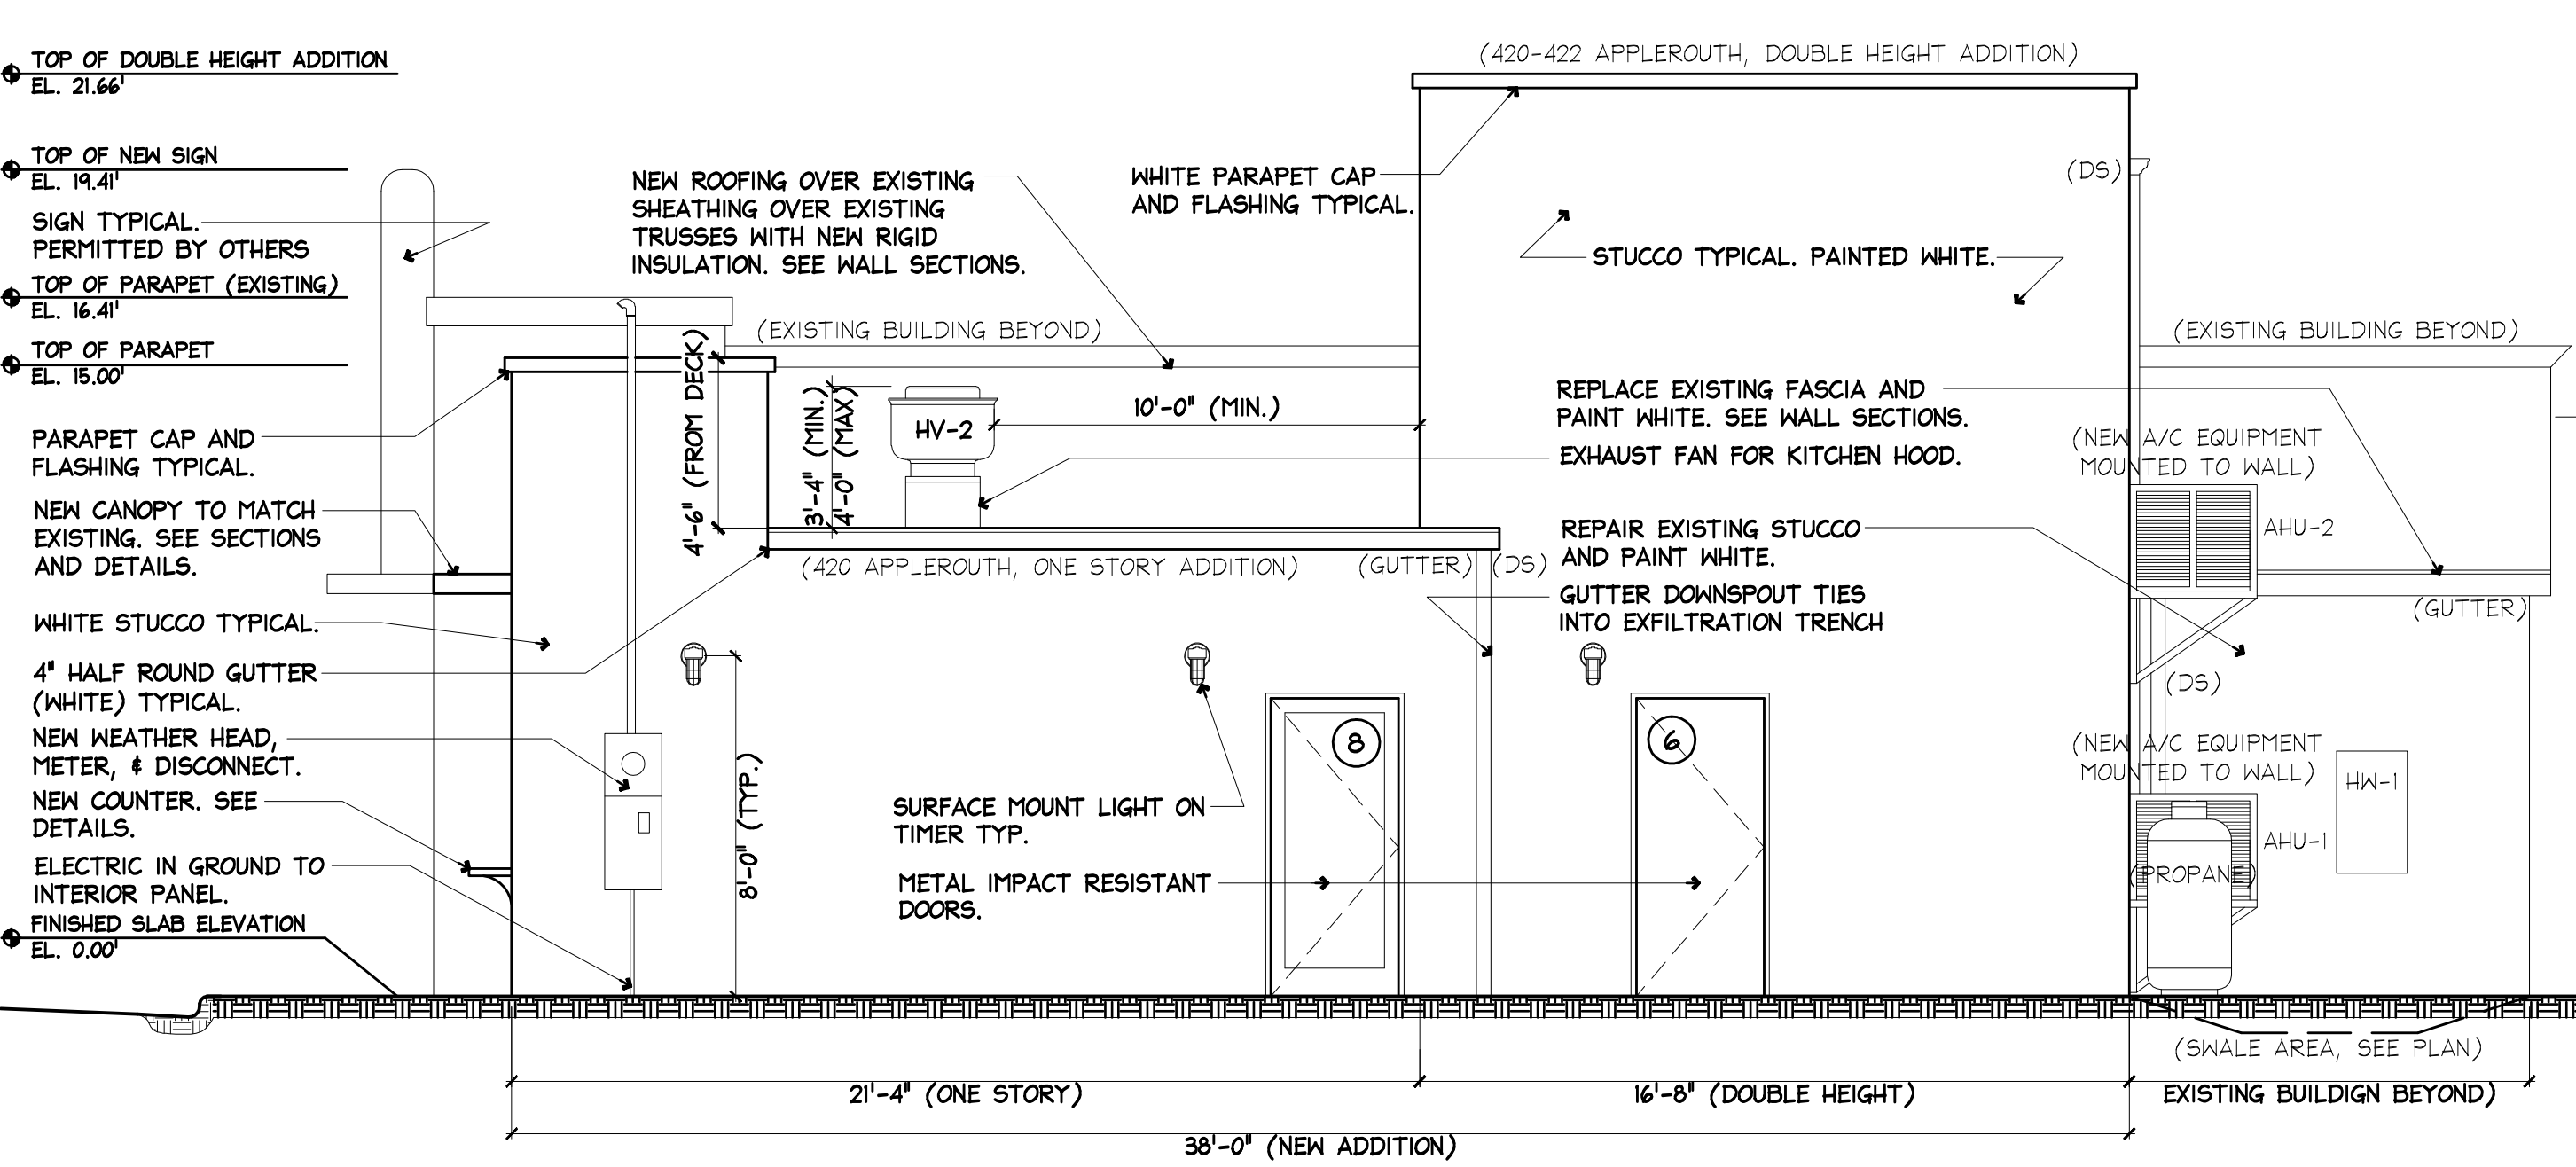 TOP OF DOUBLE HEIGHT ADDITION
EL. 21.66'
TOP OF NEW SIGN
EL. 19.41'
SIGN TYPICAL.
PERMITTED BY OTHERS
TOP OF PARAPET (EXISTING)
EL. 16.41'
TOP OF PARAPET
EL. 15.00'
PARAPET CAP AND
FLASHING TYPICAL.
NEW CANOPY TO MATCH
EXISTING. SEE SECTIONS
AND DETAILS.
WHITE STUCCO TYPICAL.
4" HALF ROUND GUTTER
(WHITE) TYPICAL.
NEW WEATHER HEAD,
METER, & DISCONNECT.
NEW COUNTER. SEE
DETAILS.
ELECTRIC IN GROUND TO
INTERIOR PANEL.
FINISHED SLAB ELEVATION
EL. 0.00'
NEW ROOFING OVER EXISTING
SHEATHING OVER EXISTING
TRUSSES WITH NEW RIGID
INSULATION. SEE WALL SECTIONS.
(EXISTING BUILDING BEYOND)
4'-6" (FROM DECK)
3'-4" (MIN.)
4'-0" (MAX)
HV-2
10'-0" (MIN.)
(420 APPLEROUTH, ONE STORY ADDITION)
(GUTTER)
(DS)
8'-0" (TYP.)
SURFACE MOUNT LIGHT ON
TIMER TYP.
METAL IMPACT RESISTANT
DOORS.
8
6
(420-422 APPLEROUTH, DOUBLE HEIGHT ADDITION)
WHITE PARAPET CAP
AND FLASHING TYPICAL.
STUCCO TYPICAL. PAINTED WHITE.
(DS)
(EXISTING BUILDING BEYOND)
REPLACE EXISTING FASCIA AND
PAINT WHITE. SEE WALL SECTIONS.
EXHAUST FAN FOR KITCHEN HOOD.
REPAIR EXISTING STUCCO
AND PAINT WHITE.
GUTTER DOWNSPOUT TIES
INTO EXFILTRATION TRENCH
(NEW A/C EQUIPMENT
MOUNTED TO WALL)
AHU-2
(GUTTER)
(DS)
(NEW A/C EQUIPMENT
MOUNTED TO WALL)
HW-1
AHU-1
(PROPANE)
(SWALE AREA, SEE PLAN)
21'-4" (ONE STORY)
16'-8" (DOUBLE HEIGHT)
EXISTING BUILDIGN BEYOND)
38'-0" (NEW ADDITION)